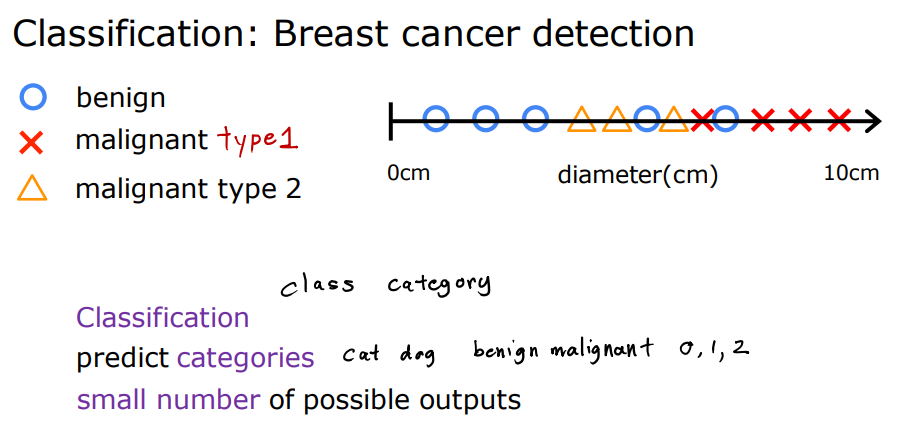 Classification: Breast cancer detection
benign
malignant type1
malignant type 2
0cm diameter(cm) 10cm
class category
Classification
predict categories cat dog benign malignant 0, 1, 2
small number of possible outputs